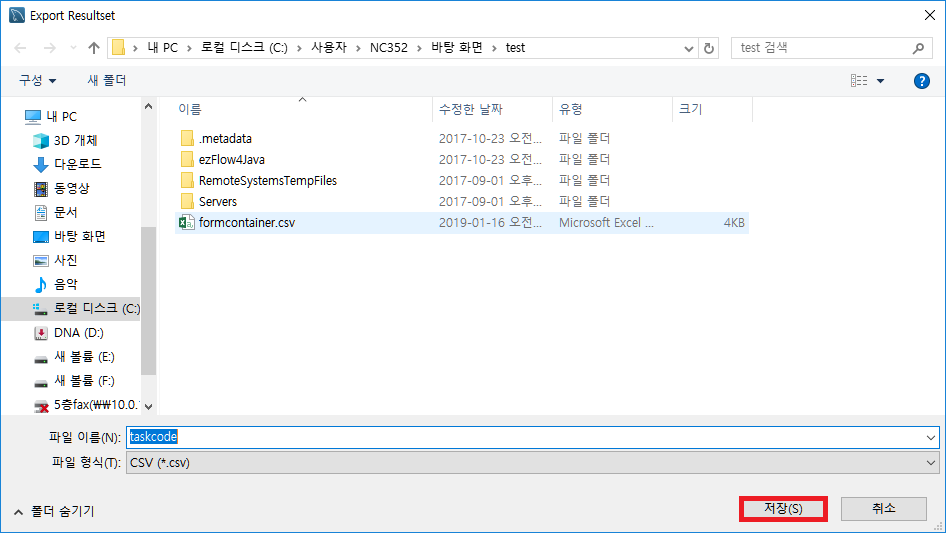 Export Resultset
내 PC > 로컬 디스크 (C:) > 사용자 > NC352 > 바탕 화면 > test
test 검색
구성
새 폴더
내 PC
3D 개체
다운로드
동영상
문서
바탕 화면
사진
음악
로컬 디스크 (C:)
DNA (D:)
새 볼륨 (E:)
새 볼륨 (F:)
5층fax(₩₩10.0.1
이름 수정한 날짜 유형 크기
.metadata 2017-10-23 오전... 파일 폴더
ezFlow4Java 2017-10-23 오전... 파일 폴더
RemoteSystemsTempFiles 2017-09-01 오후... 파일 폴더
Servers 2017-09-01 오후... 파일 폴더
formcontainer.csv 2019-01-16 오전... Microsoft Excel ... 4KB
파일 이름(N): taskcode
파일 형식(T): CSV (*.csv)
폴더 숨기기
저장(S)
취소